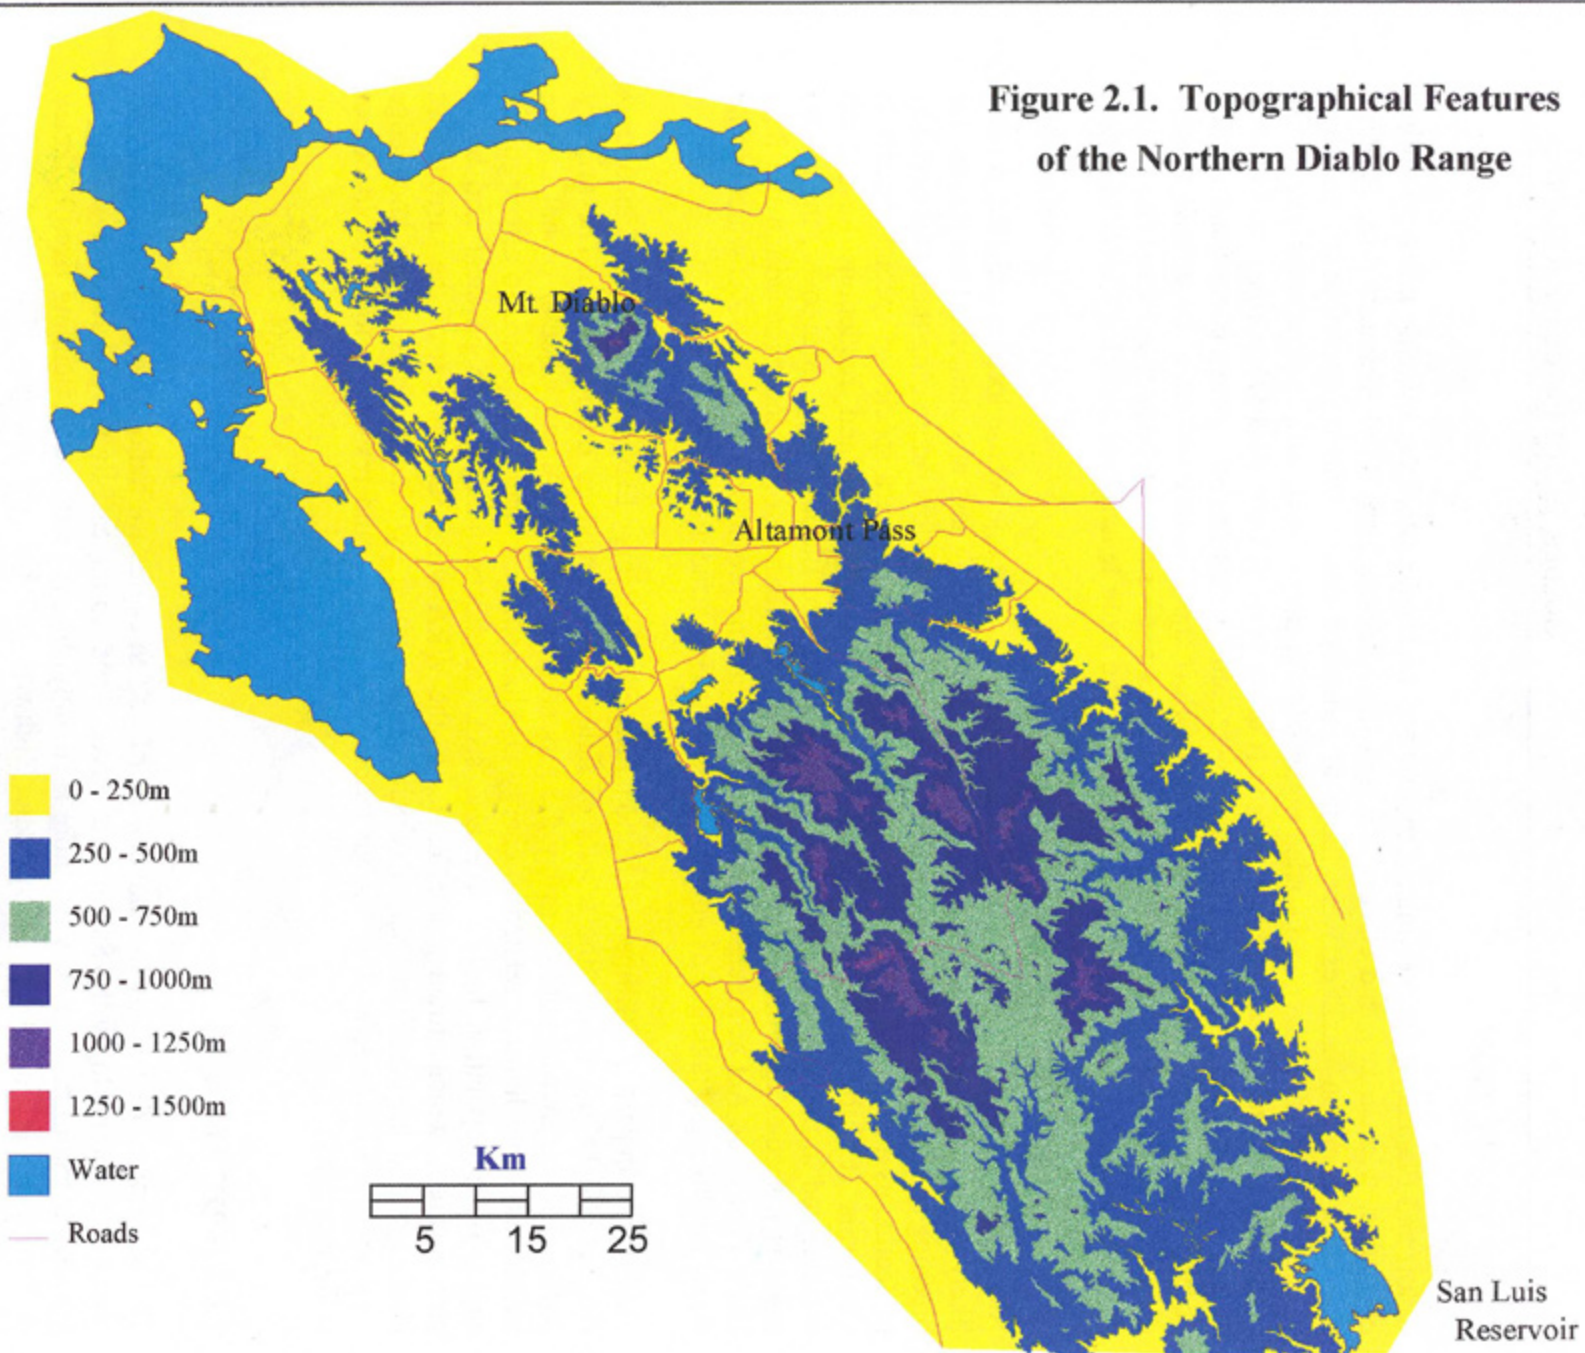 Figure 2.1. Topographical Features
of the Northern Diablo Range
Mt. Diablo
Altamont Pass
0 - 250m
250 - 500m
500 - 750m
750 - 1000m
1000 - 1250m
1250 - 1500m
Water
Roads
Km
5 15 25
San Luis
Reservoir